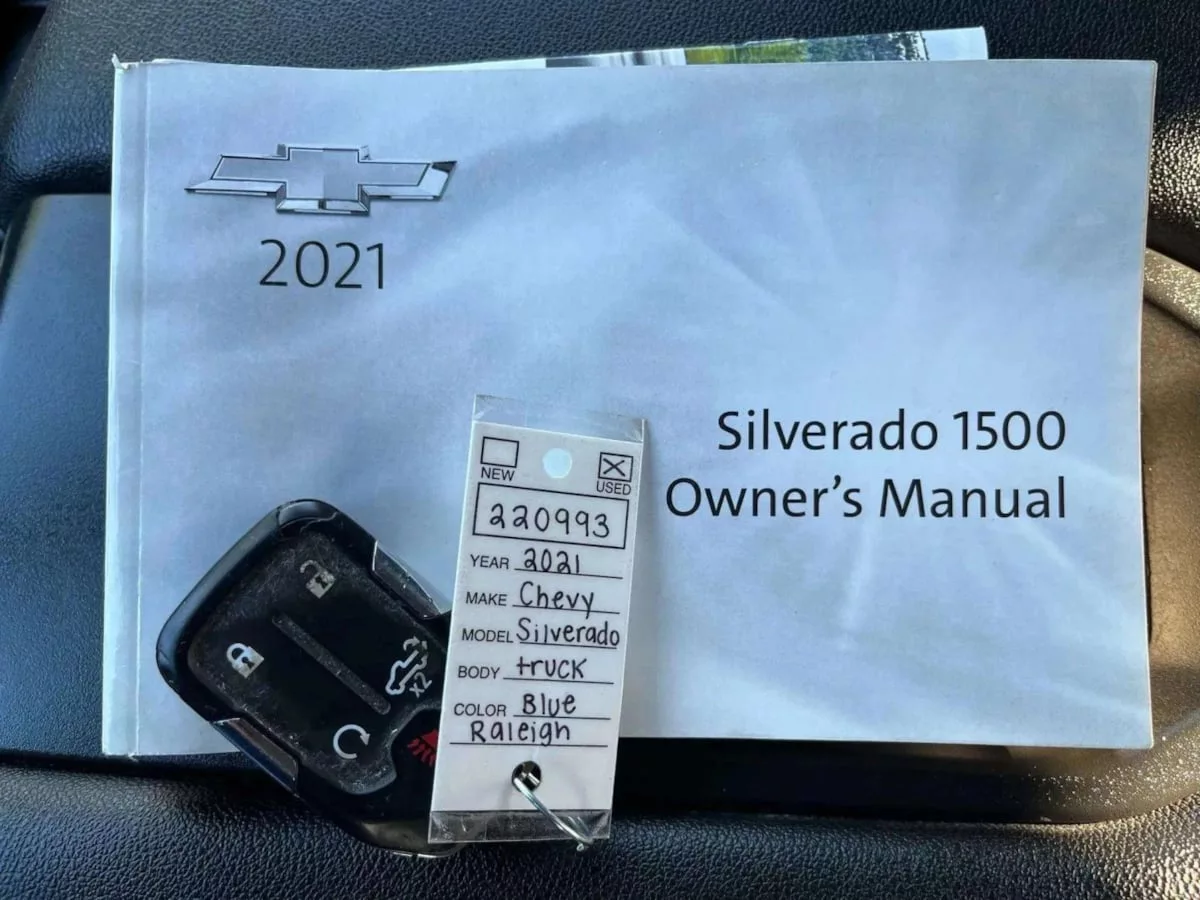 2021
Silverado 1500
Owner's Manual
NEW
USED
220993
YEAR 2021
MAKE Chevy
MODEL Silverado
BODY truck
COLOR Blue
Raleigh
x2